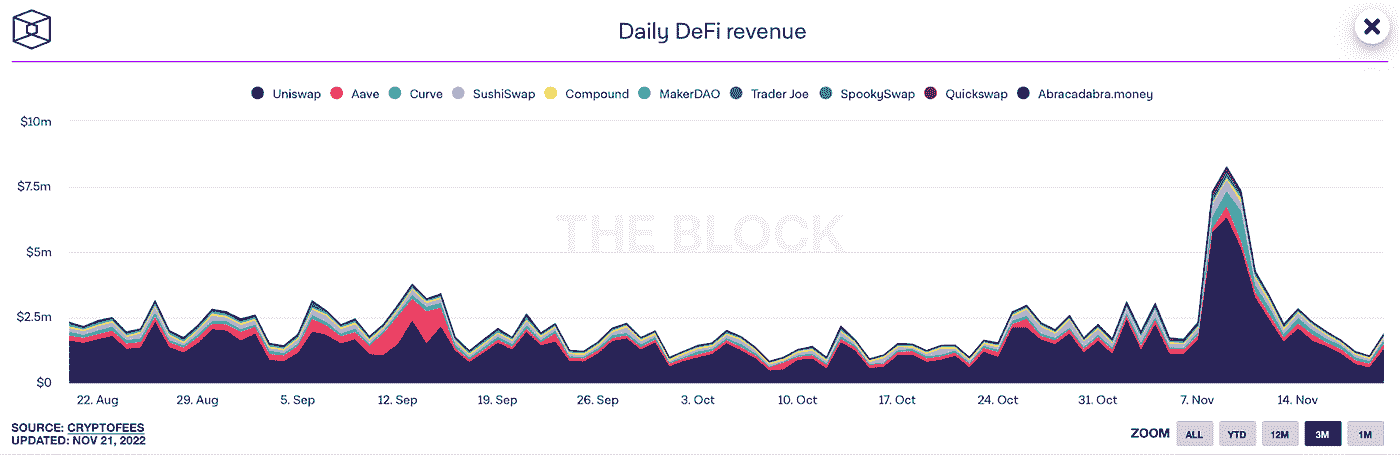 Daily DeFi revenue
Uniswap Aave Curve SushiSwap Compound MakerDAO Trader Joe SpookySwap Quickswap Abracadabra.money
$10m
$7.5m
THE BLOCK
$5m
$2.5m
$0
22. Aug 29. Aug 5. Sep 12. Sep 19. Sep 26. Sep 3. Oct 10. Oct 17. Oct 24. Oct 31. Oct 7. Nov 14. Nov
SOURCE: CRYPTOFEES
UPDATED: NOV 21, 2022
ZOOM ALL YTD 12M 3M 1M